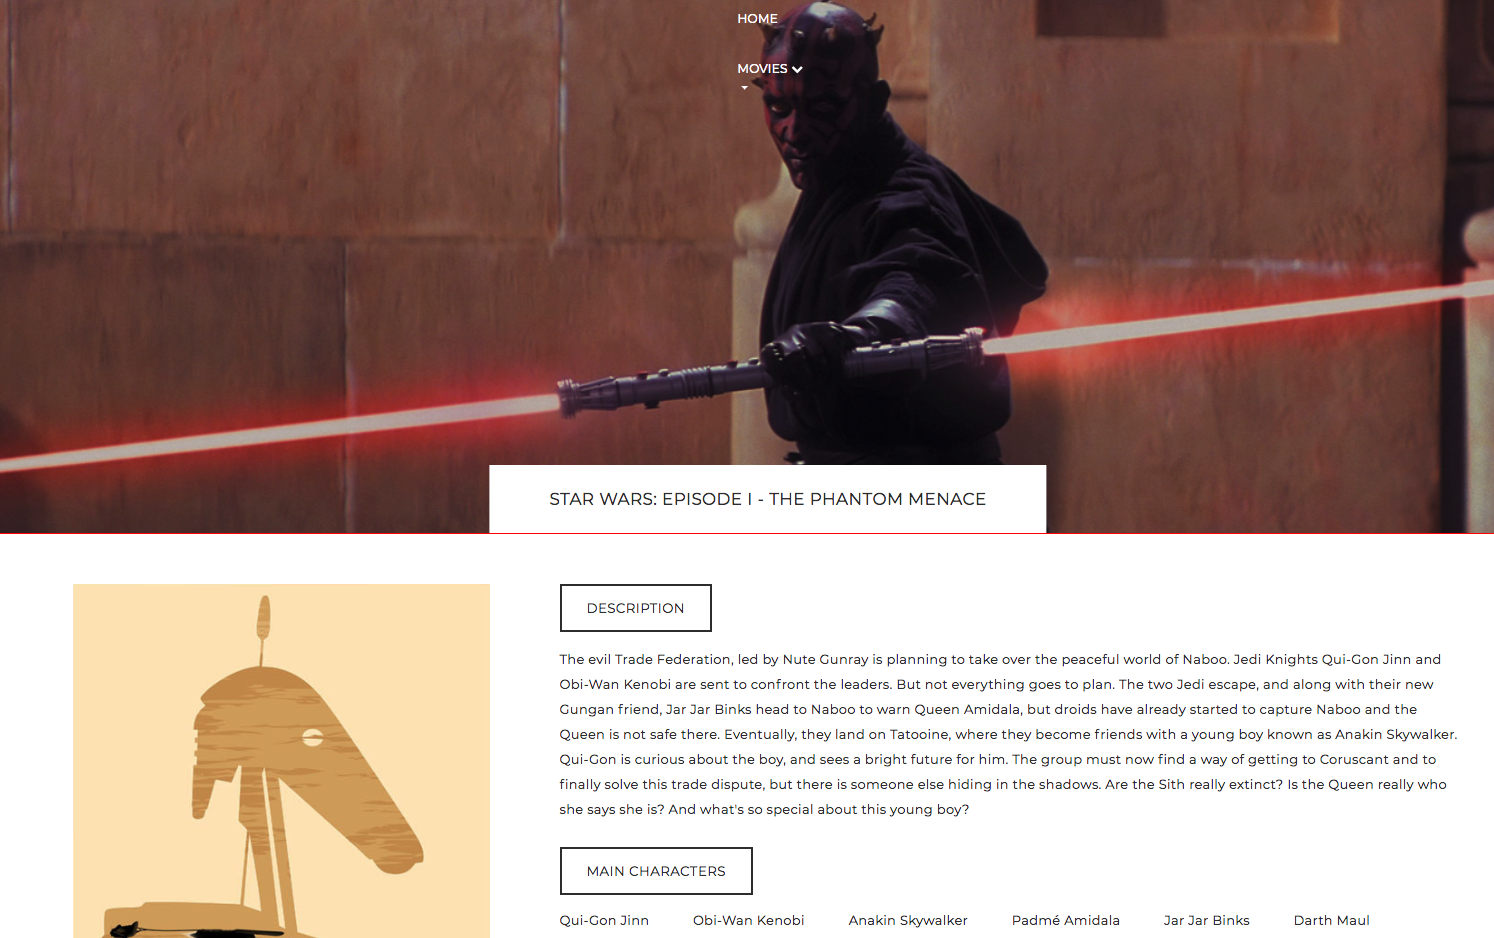 HOME
MOVIES
STAR WARS: EPISODE I - THE PHANTOM MENACE
DESCRIPTION
The evil Trade Federation, led by Nute Gunray is planning to take over the peaceful world of Naboo. Jedi Knights Qui-Gon Jinn and
Obi-Wan Kenobi are sent to confront the leaders. But not everything goes to plan. The two Jedi escape, and along with their new
Gungan friend, Jar Jar Binks head to Naboo to warn Queen Amidala, but droids have already started to capture Naboo and the
Queen is not safe there. Eventually, they land on Tatooine, where they become friends with a young boy known as Anakin Skywalker.
Qui-Gon is curious about the boy, and sees a bright future for him. The group must now find a way of getting to Coruscant and to
finally solve this trade dispute, but there is someone else hiding in the shadows. Are the Sith really extinct? Is the Queen really who
she says she is? And what's so special about this young boy?
MAIN CHARACTERS
Qui-Gon Jinn Obi-Wan Kenobi Anakin Skywalker Padmé Amidala Jar Jar Binks Darth Maul